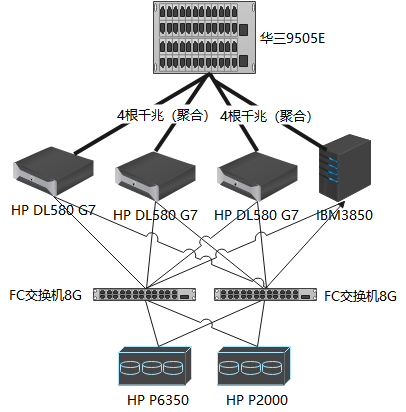 华三9505E
4根千兆（聚合）
4根千兆（聚合）
HP DL580 G7
HP DL580 G7
HP DL580 G7
IBM3850
FC交换机8G
FC交换机8G
HP P6350
HP P2000